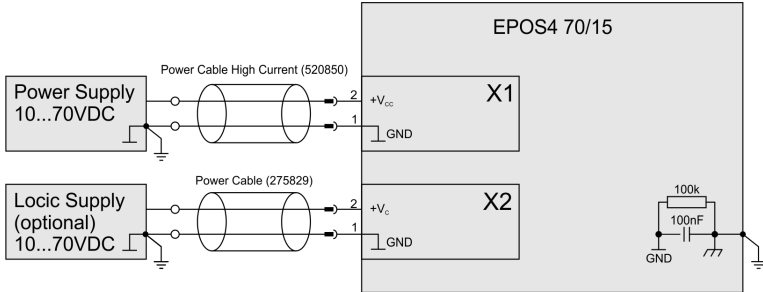 EPOS4 70/15
Power Cable High Current (520850)
Power Supply
10...70VDC
2
+Vcc
X1
1
GND
Power Cable (275829)
Locic Supply
(optional)
10...70VDC
2
+Vc
X2
1
GND
100k
100nF
GND